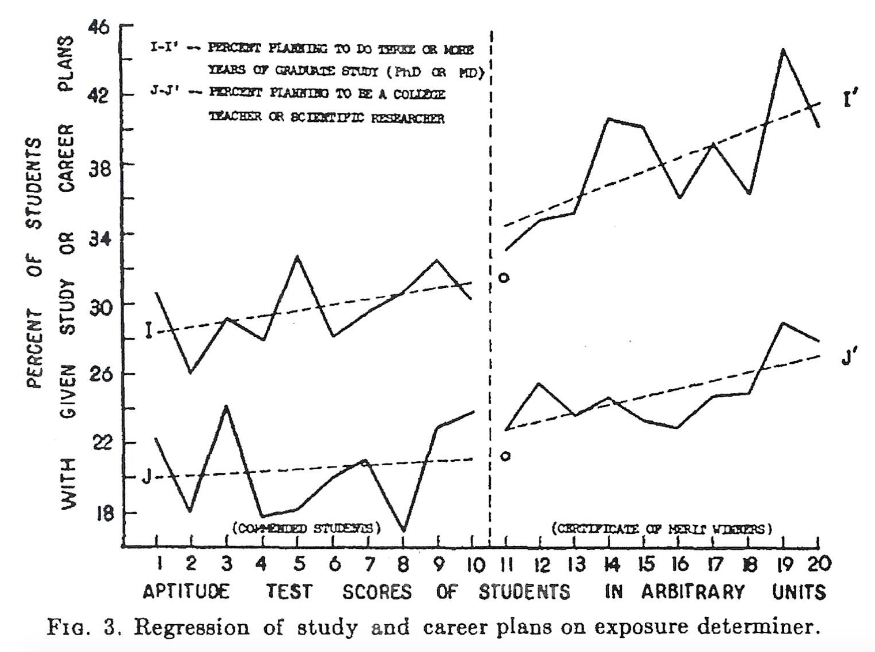 PERCENT OF STUDENTS
WITH GIVEN STUDY OR CAREER PLANS
46
42
38
34
30
26
22
18
I-I' -- PERCENT PLANNING TO DO THREE OR MORE
YEARS OF GRADUATE STUDY (PhD OR MD)
J-J' -- PERCENT PLANNING TO BE A COLLEGE
TEACHER OR SCIENTIFIC RESEARCHER
I
I'
J
J'
(COMMENDED STUDENTS)
(CERTIFICATE OF MERIT WINNERS)
1 2 3 4 5 6 7 8 9 10 11 12 13 14 15 16 17 18 19 20
APTITUDE TEST SCORES OF STUDENTS IN ARBITRARY UNITS
FIG. 3. Regression of study and career plans on exposure determiner.